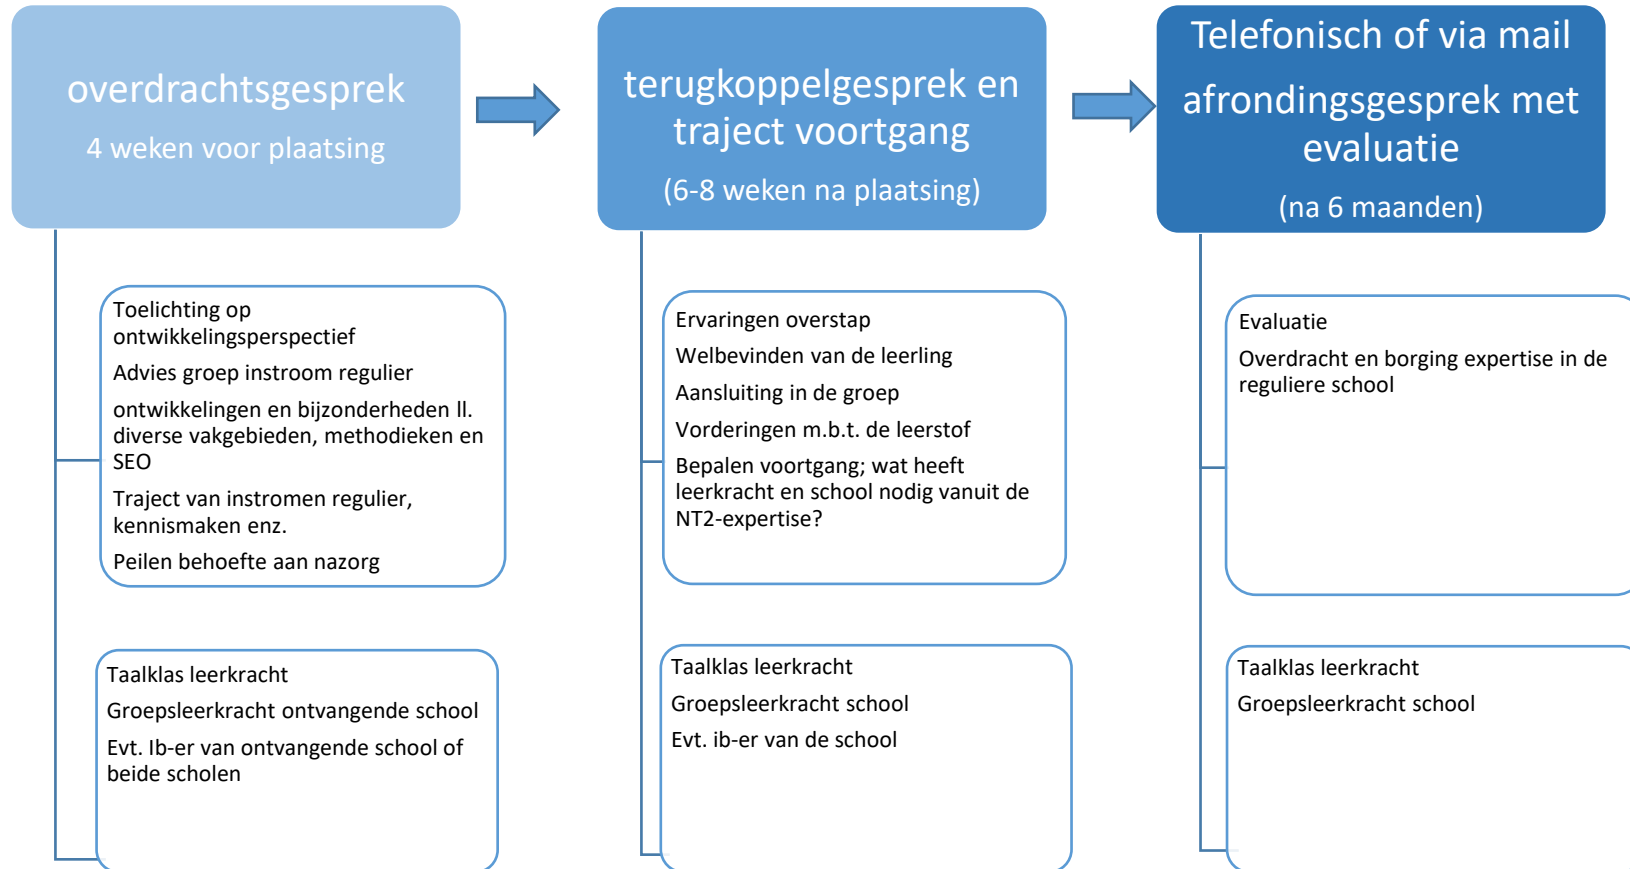 overdrachtsgesprek
4 weken voor plaatsing
Toelichting op
ontwikkelingsperspectief
Advies groep instroom regulier
ontwikkelingen en bijzonderheden ll.
diverse vakgebieden, methodieken en
SEO
Traject van instromen regulier,
kennismaken enz.
Peilen behoefte aan nazorg
Taalklas leerkracht
Groepsleerkracht ontvangende school
Evt. Ib-er van ontvangende school of
beide scholen
terugkoppelgesprek en
traject voortgang
(6-8 weken na plaatsing)
Ervaringen overstap
Welbevinden van de leerling
Aansluiting in de groep
Vorderingen m.b.t. de leerstof
Bepalen voortgang; wat heeft
leerkracht en school nodig vanuit de
NT2-expertise?
Taalklas leerkracht
Groepsleerkracht school
Evt. ib-er van de school
Telefonisch of via mail
afrondingsgesprek met
evaluatie
(na 6 maanden)
Evaluatie
Overdracht en borging expertise in de
reguliere school
Taalklas leerkracht
Groepsleerkracht school